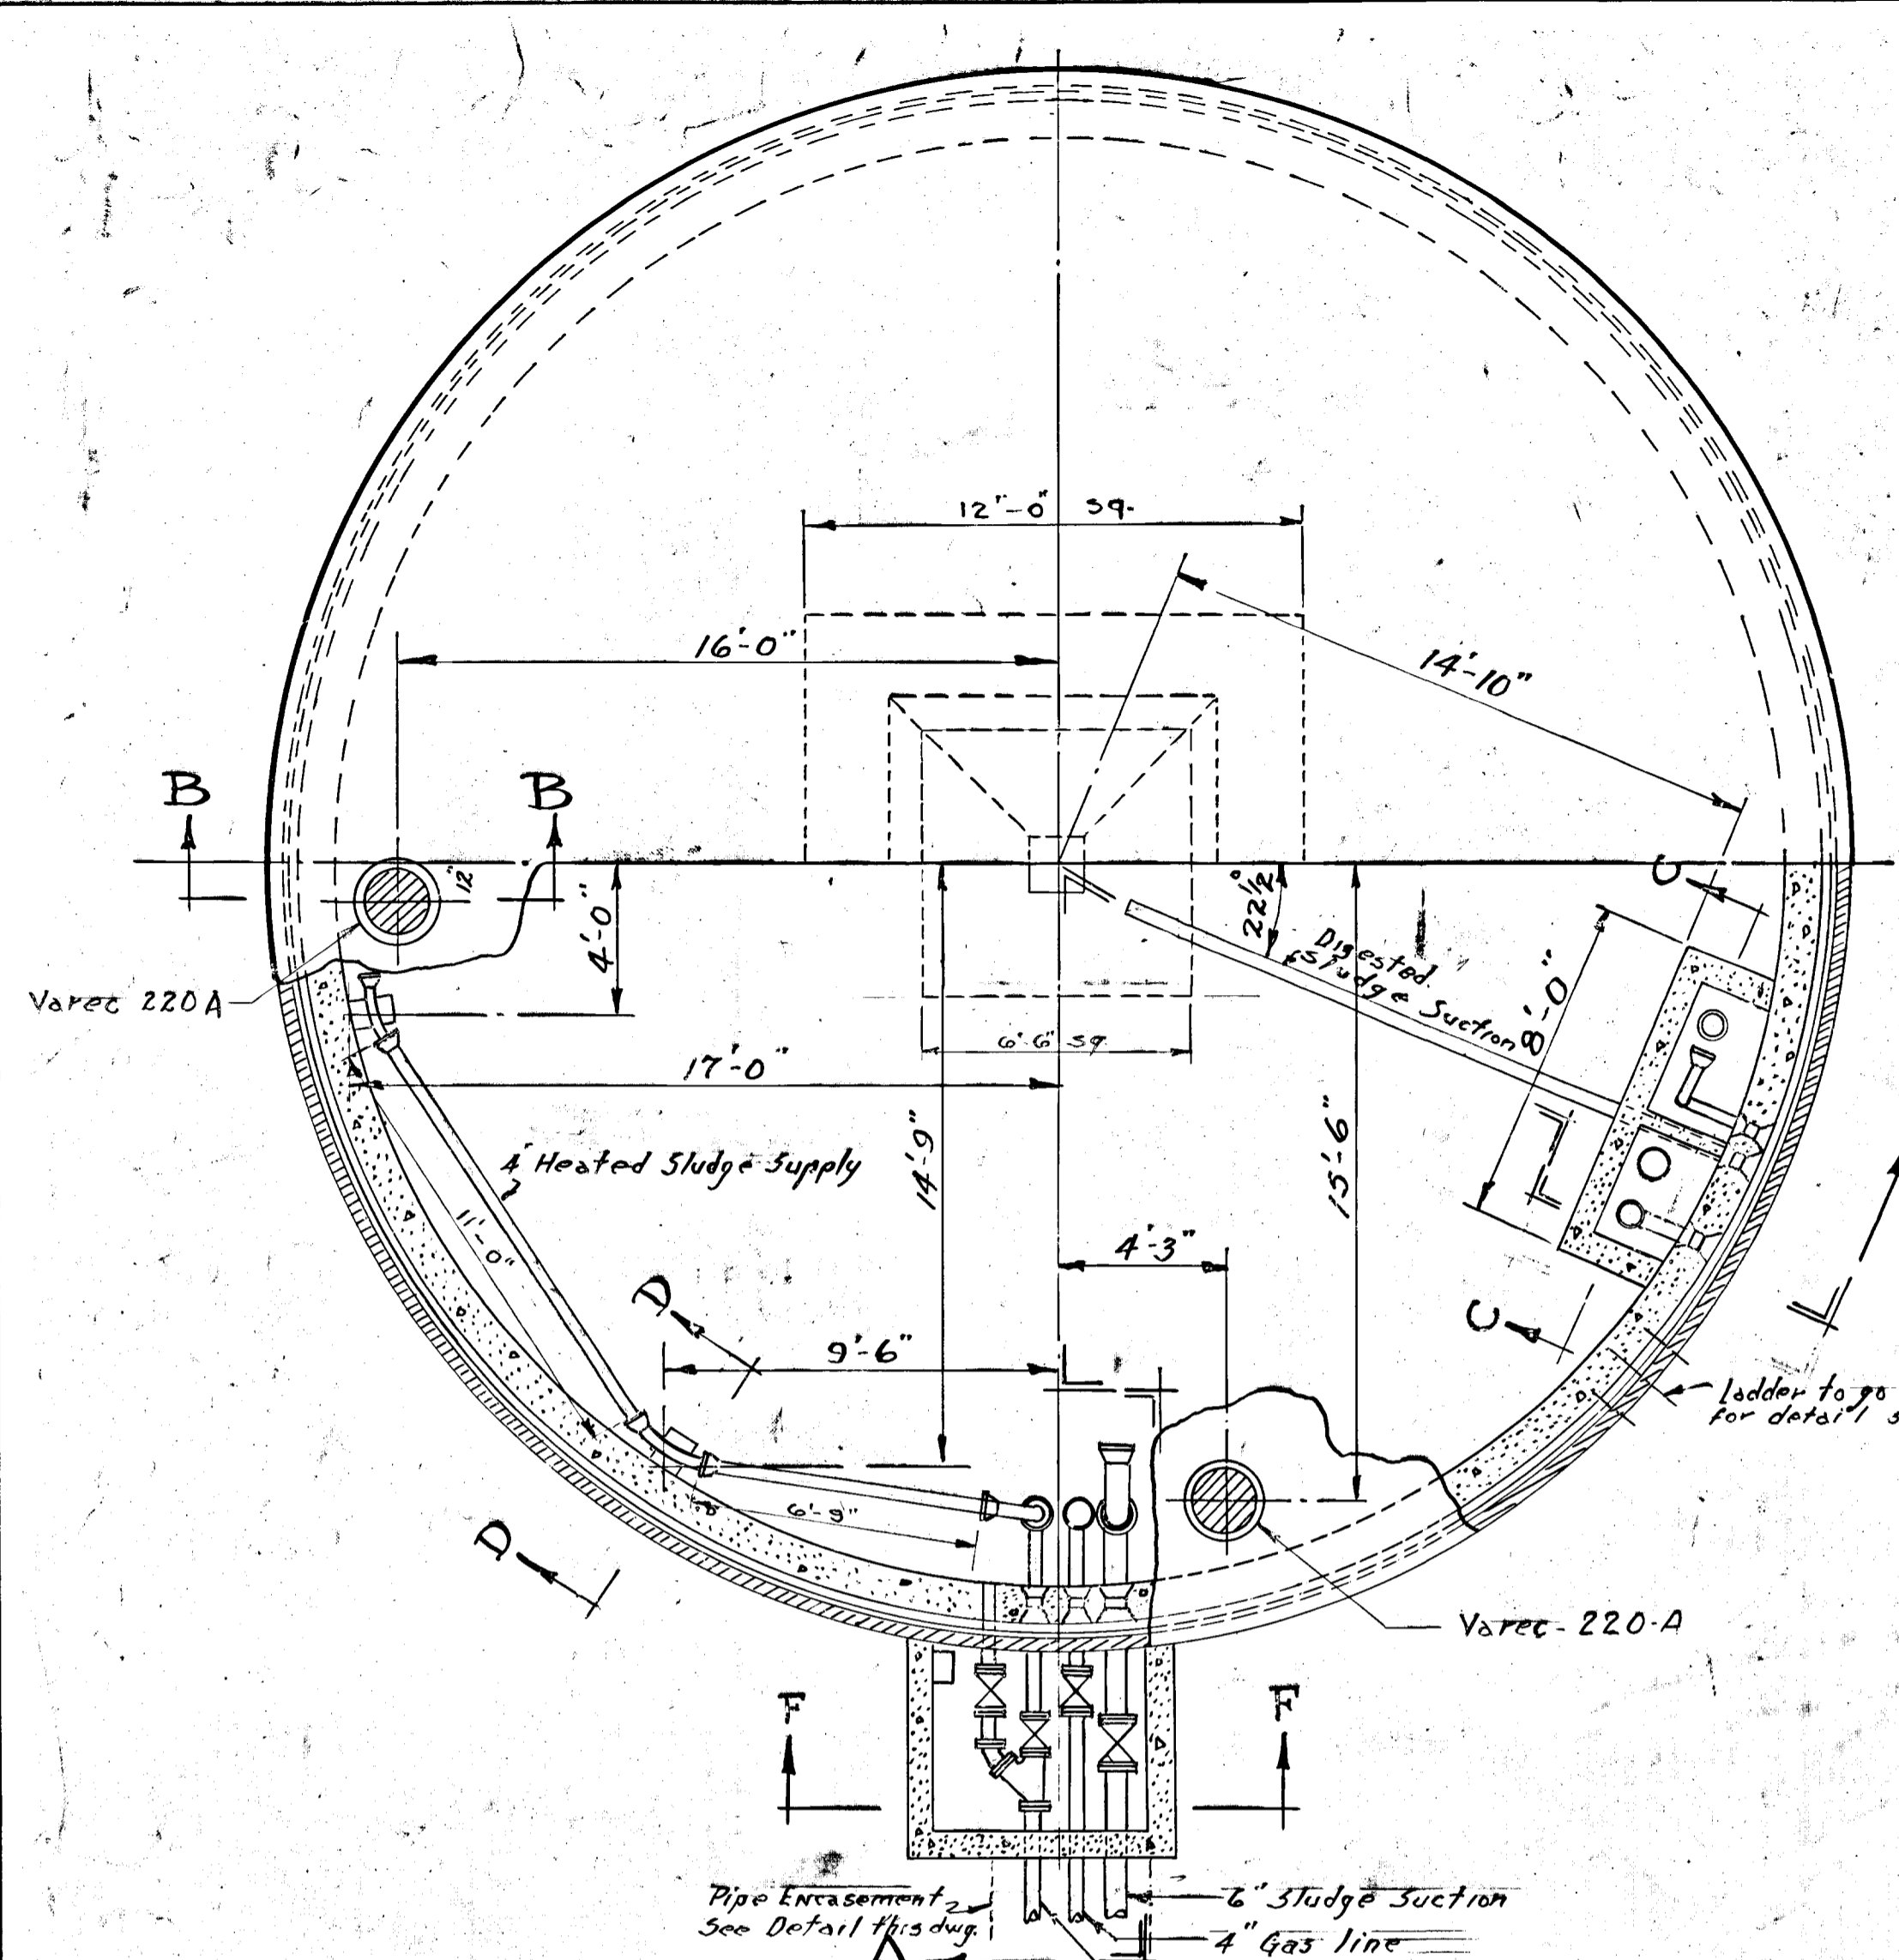 12"-0" sq.
16'-0"
14'-10"
B
B
12"
4'-0"
22 1/2°
C
Digested
Sludge Suction
8'-0"
Varec 220 A
6'-6" sq
17'-0"
14'-9"
15'-6"
4" Heated Sludge Supply
11'-0"
4'-3"
D
9'-6"
C
Ladder to go
for detail s
6'-9"
D
Varec-220-A
F
F
Pipe Encasement
See Detail this dwg.
6" Sludge Suction
4" Gas line